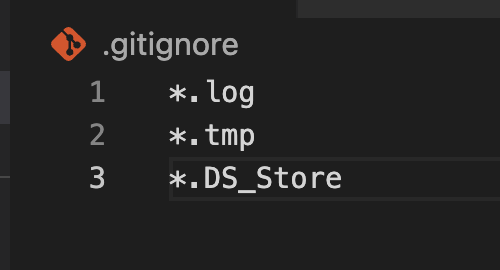 .gitignore
1 *.log
2 *.tmp
3 *.DS_Store